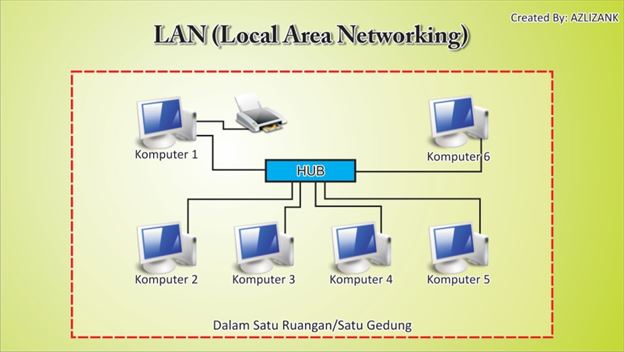 Created By: AZLIZANK
LAN (Local Area Networking)
Komputer 1
Komputer 6
HUB
Komputer 2
Komputer 3
Komputer 4
Komputer 5
Dalam Satu Ruangan/Satu Gedung